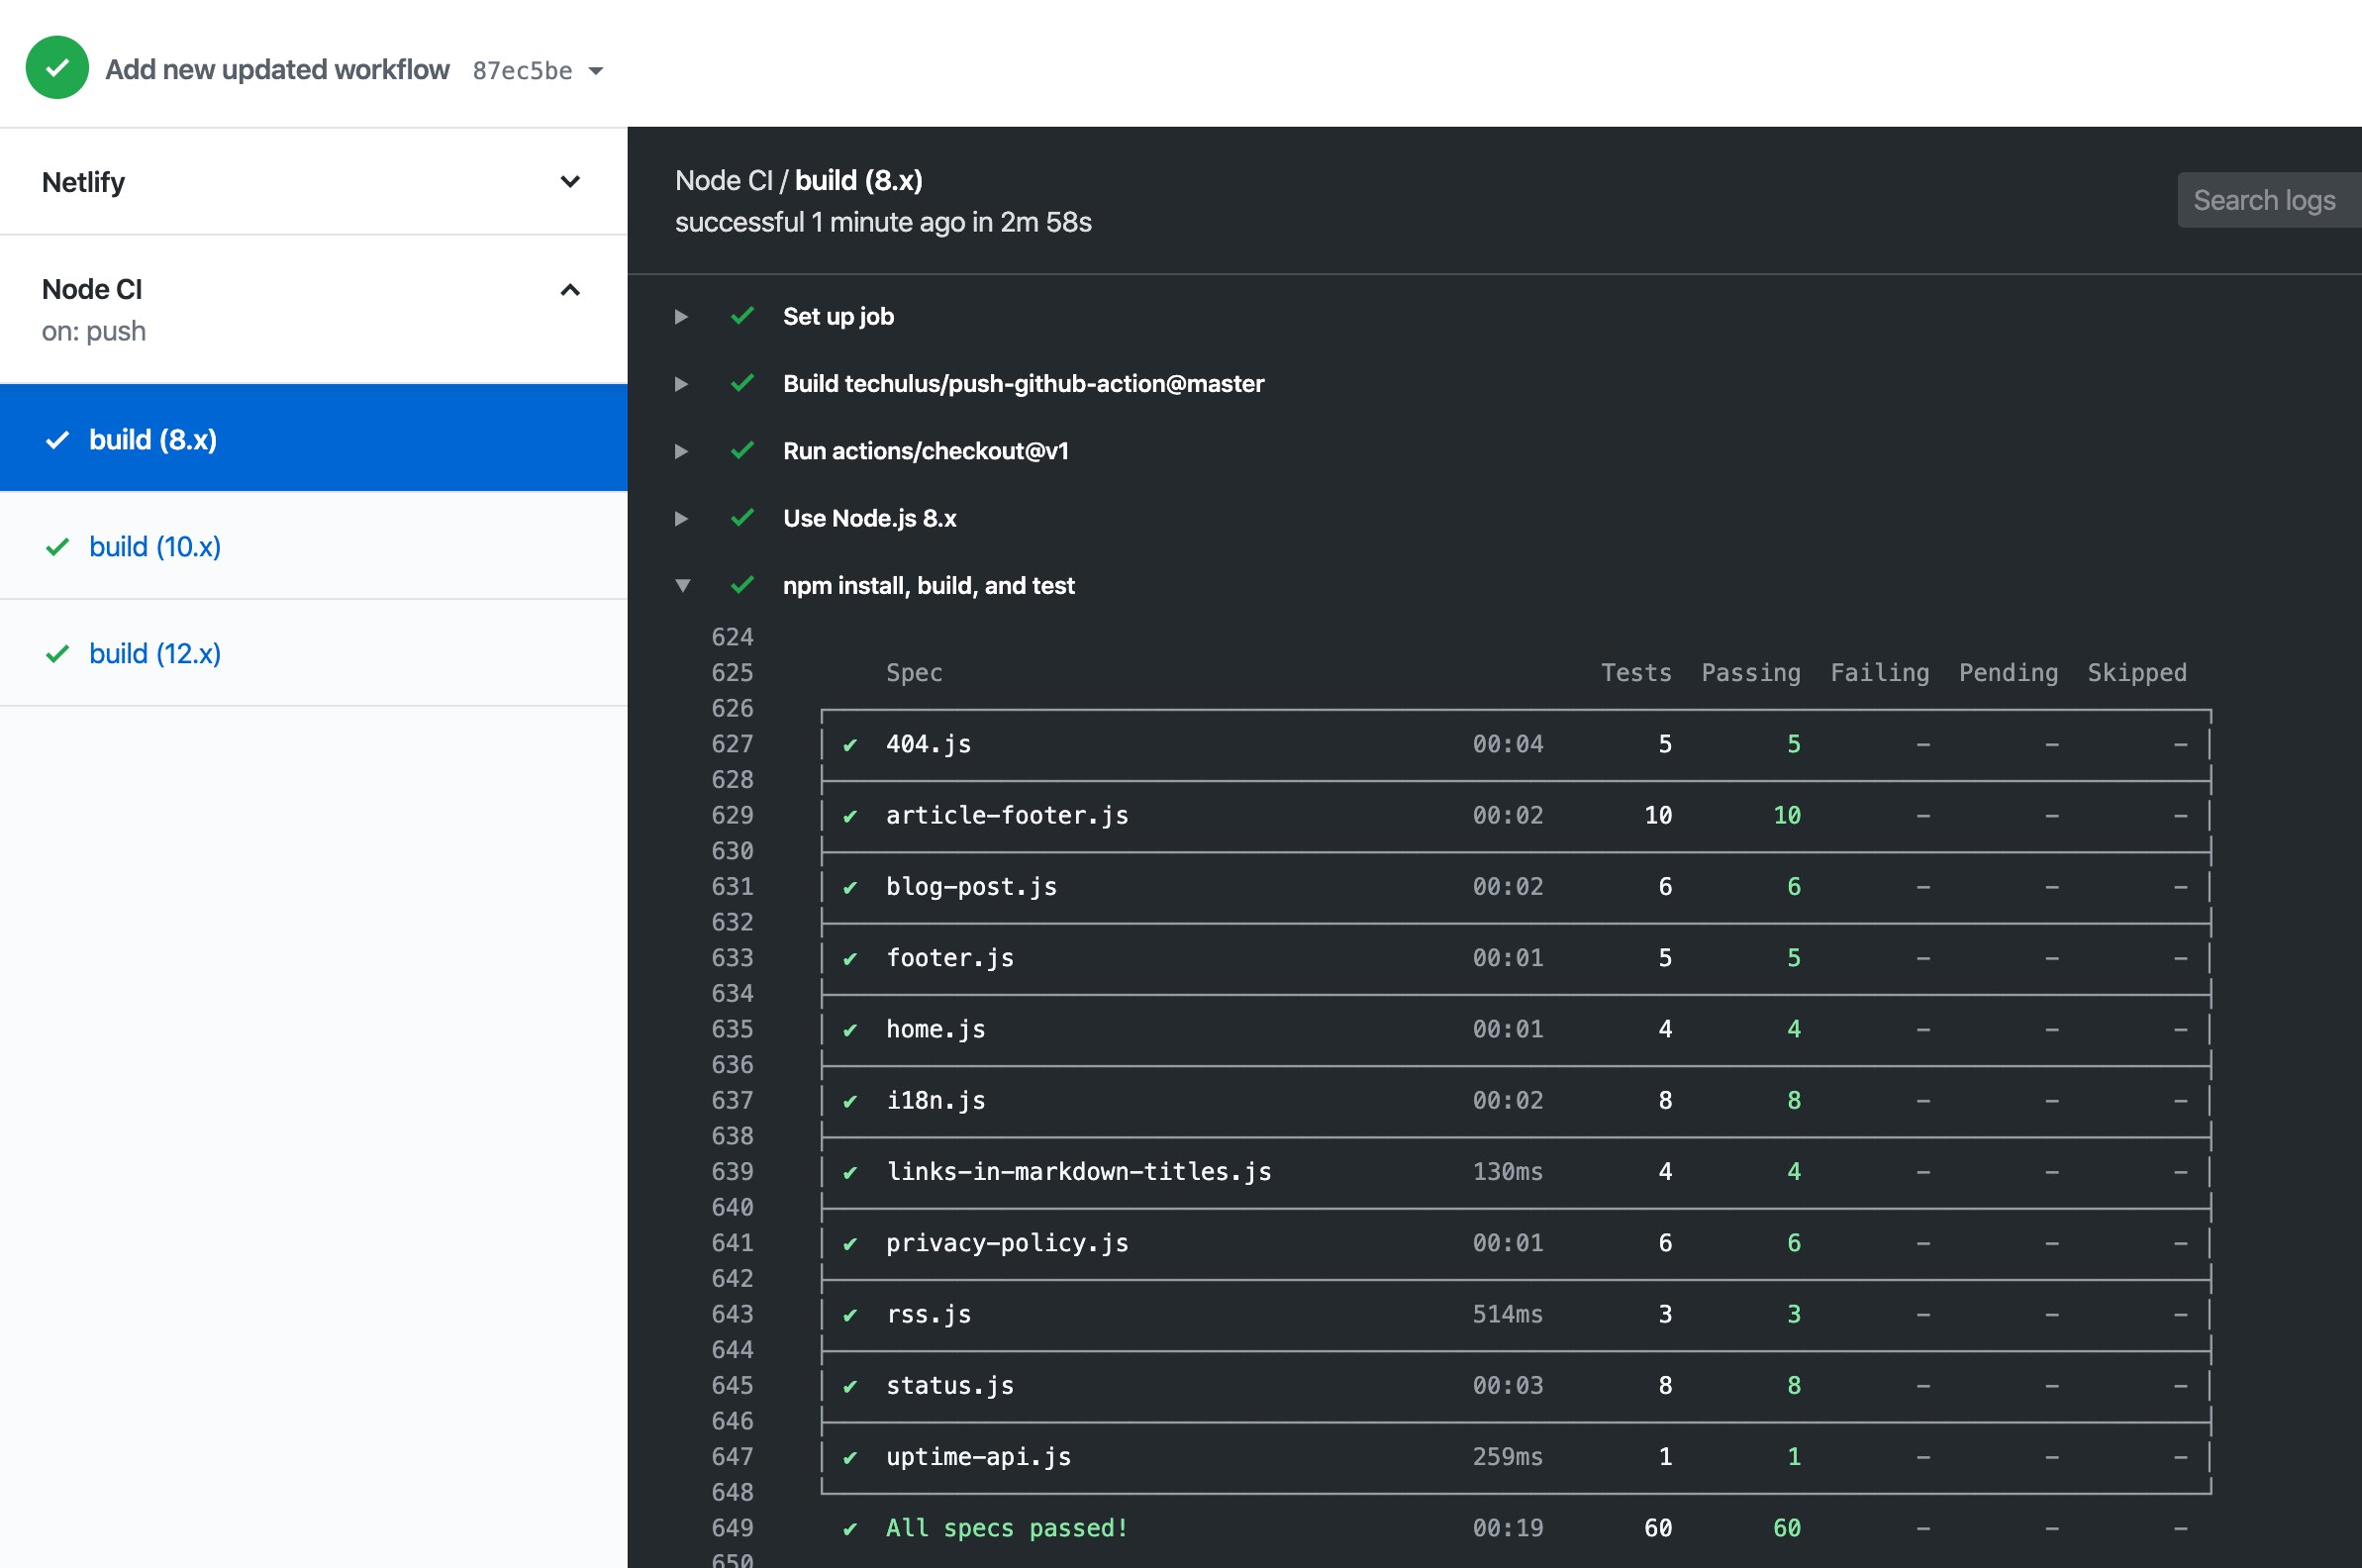 Add new updated workflow 87ec5be
Netlify
Node CI
on: push
build (8.x)
build (10.x)
build (12.x)
Node CI / build (8.x)
successful 1 minute ago in 2m 58s
Search logs
Set up job
Build techulus/push-github-action@master
Run actions/checkout@v1
Use Node.js 8.x
npm install, build, and test
624
625 Spec Tests Passing Failing Pending Skipped
626
627 ✔ 404.js 00:04 5 5 – – –
628
629 ✔ article-footer.js 00:02 10 10 – – –
630
631 ✔ blog-post.js 00:02 6 6 – – –
632
633 ✔ footer.js 00:01 5 5 – – –
634
635 ✔ home.js 00:01 4 4 – – –
636
637 ✔ i18n.js 00:02 8 8 – – –
638
639 ✔ links-in-markdown-titles.js 130ms 4 4 – – –
640
641 ✔ privacy-policy.js 00:01 6 6 – – –
642
643 ✔ rss.js 514ms 3 3 – – –
644
645 ✔ status.js 00:03 8 8 – – –
646
647 ✔ uptime-api.js 259ms 1 1 – – –
648
649 ✔ All specs passed! 00:19 60 60 – – –
650